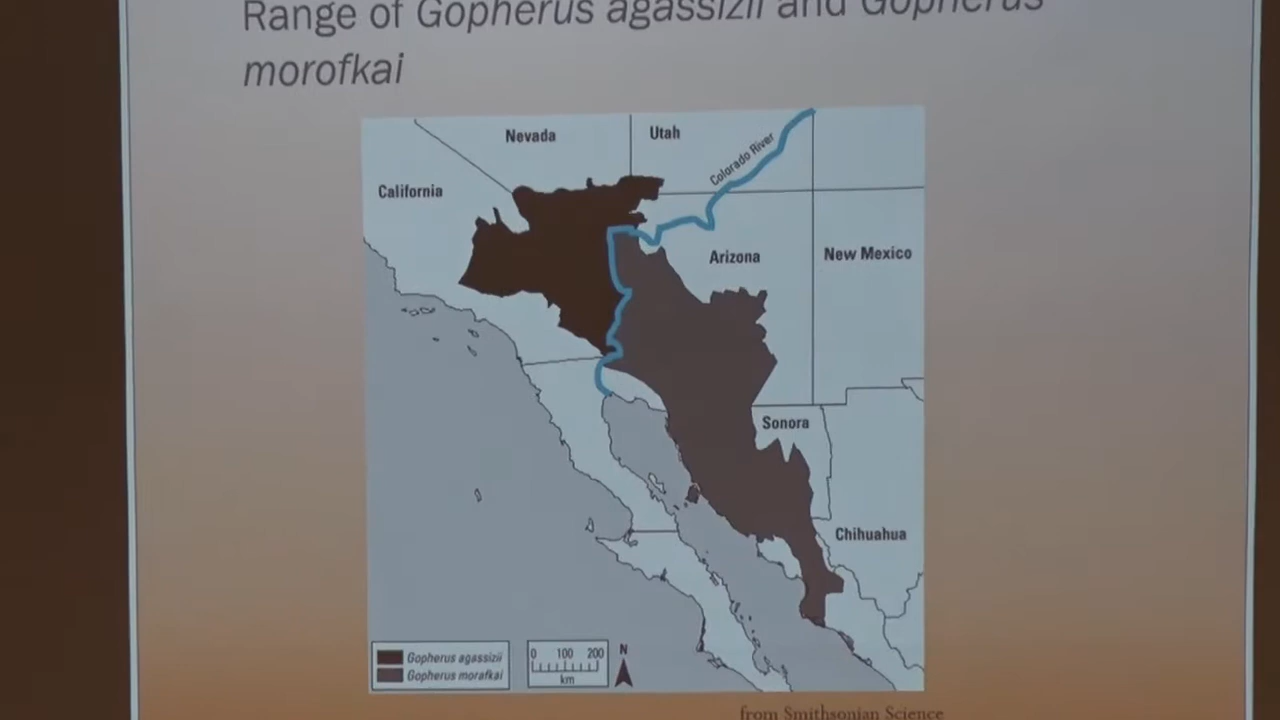 Range of Gopherus agassizii and Gopherus
morofkai
Nevada
Utah
Colorado River
California
Arizona
New Mexico
Sonora
Chihuahua
Gopherus agassizii
Gopherus morafkai
0 100 200
km
N
from Smithsonian Science